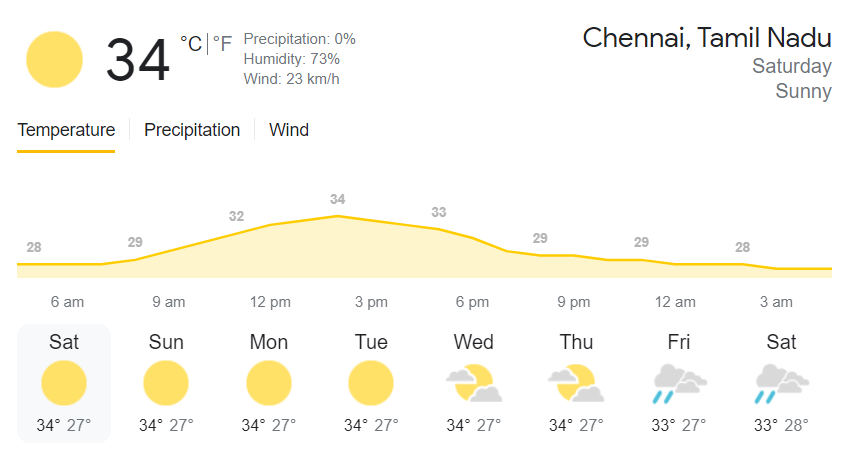 34 °C | °F
Precipitation: 0%
Humidity: 73%
Wind: 23 km/h
Chennai, Tamil Nadu
Saturday
Sunny
Temperature Precipitation Wind
28 29 32 34 33 29 29 28
6 am 9 am 12 pm 3 pm 6 pm 9 pm 12 am 3 am
Sat Sun Mon Tue Wed Thu Fri Sat
34° 27° 34° 27° 34° 27° 34° 27° 34° 27° 34° 27° 33° 27° 33° 28°